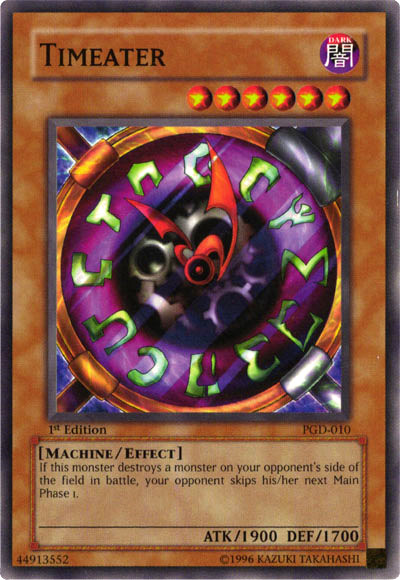 TIMEATER
DARK
闇
1st Edition
PGD-010
[MACHINE/EFFECT]
If this monster destroys a monster on your opponent's side of
the field in battle, your opponent skips his/her next Main
Phase 1.
ATK/1900 DEF/1700
44913552
©1996 KAZUKI TAKAHASHI